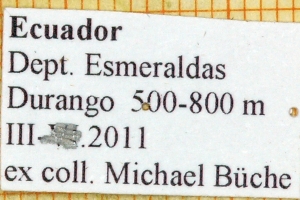 Ecuador
Dept. Esmeraldas
Durango 500-800 m
III- .2011
ex coll. Michael Büche